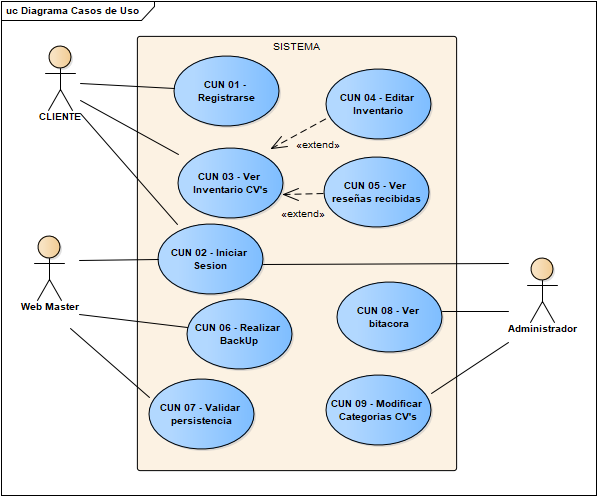 uc Diagrama Casos de Uso
SISTEMA
CUN 01 -
Registrarse
CUN 04 - Editar
Inventario
CLIENTE
«extend»
CUN 03 - Ver
Inventario CV's
CUN 05 - Ver
reseñas recibidas
«extend»
CUN 02 - Iniciar
Sesion
Web Master
CUN 06 - Realizar
BackUp
CUN 08 - Ver
bitacora
Administrador
CUN 07 - Validar
persistencia
CUN 09 - Modificar
Categorias CV's